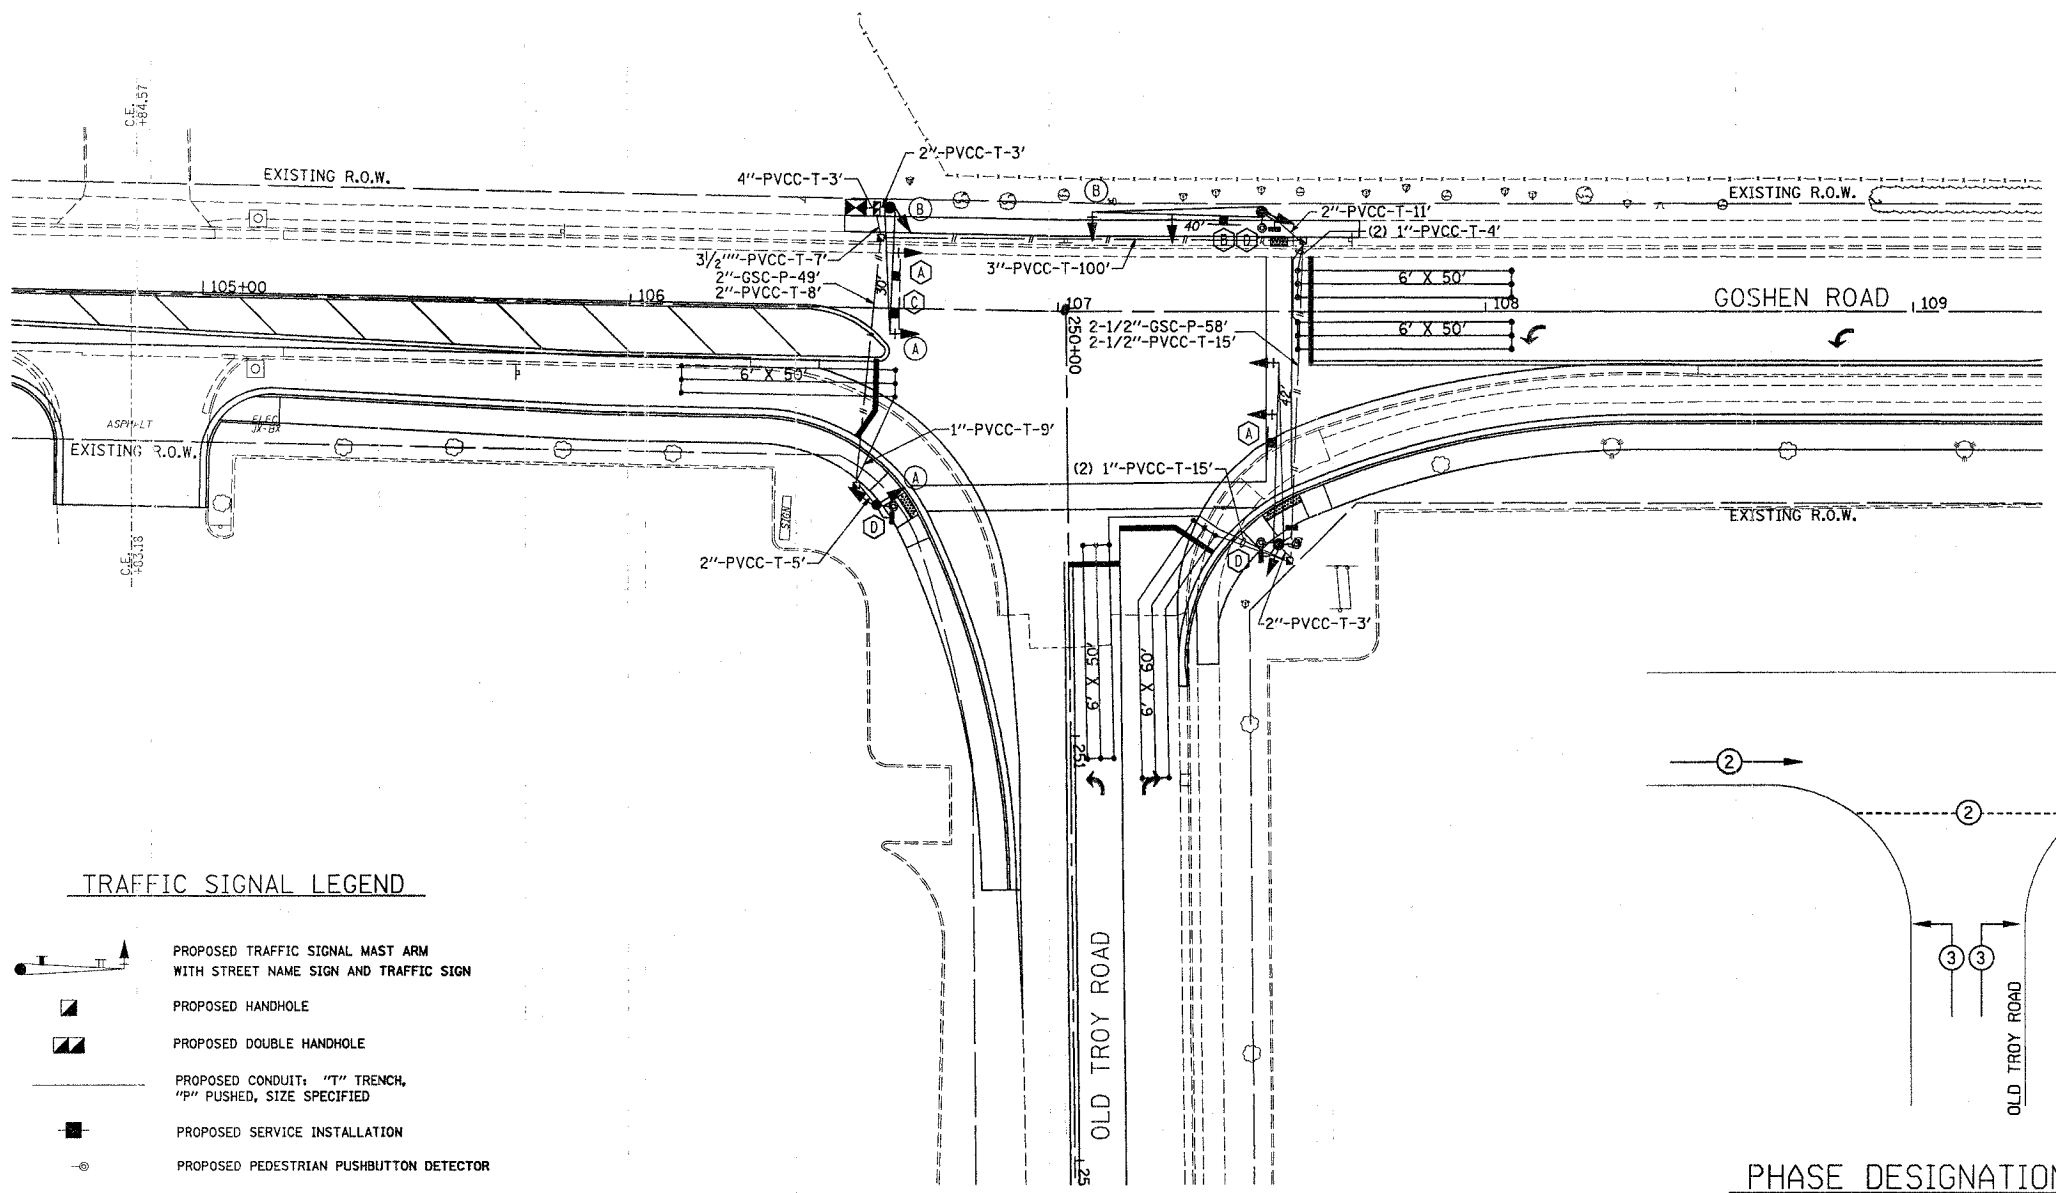 C.E.
+84.57
EXISTING R.O.W.
4"-PVCC-T-3'
2"-PVCC-T-3'
B
B
EXISTING R.O.W.
2"-PVCC-T-11'
(2) 1"-PVCC-T-4'
40'
B
D
3 1/2""-PVCC-T-7'
2"-GSC-P-49'
2"-PVCC-T-8'
30'
A
C
A
3"-PVCC-T-100'
105+00
106
107
108
109
250+00
6' X 50'
GOSHEN ROAD
6' X 50'
2-1/2"-GSC-P-58'
2-1/2"-PVCC-T-15'
6' X 50'
42'
A
ASPHALT
ELEC
JX-BX
EXISTING R.O.W.
1"-PVCC-T-9'
(2) 1"-PVCC-T-15'
A
D
SIGN
EXISTING R.O.W.
C.E.
+83.18
2"-PVCC-T-5'
D
2"-PVCC-T-3'
6' X 50'
6' X 60'
251
OLD TROY ROAD
25
TRAFFIC SIGNAL LEGEND
PROPOSED TRAFFIC SIGNAL MAST ARM
WITH STREET NAME SIGN AND TRAFFIC SIGN
PROPOSED HANDHOLE
PROPOSED DOUBLE HANDHOLE
PROPOSED CONDUIT: "T" TRENCH,
"P" PUSHED, SIZE SPECIFIED
PROPOSED SERVICE INSTALLATION
PROPOSED PEDESTRIAN PUSHBUTTON DETECTOR
2
2
3
3
OLD TROY ROAD
PHASE DESIGNATION